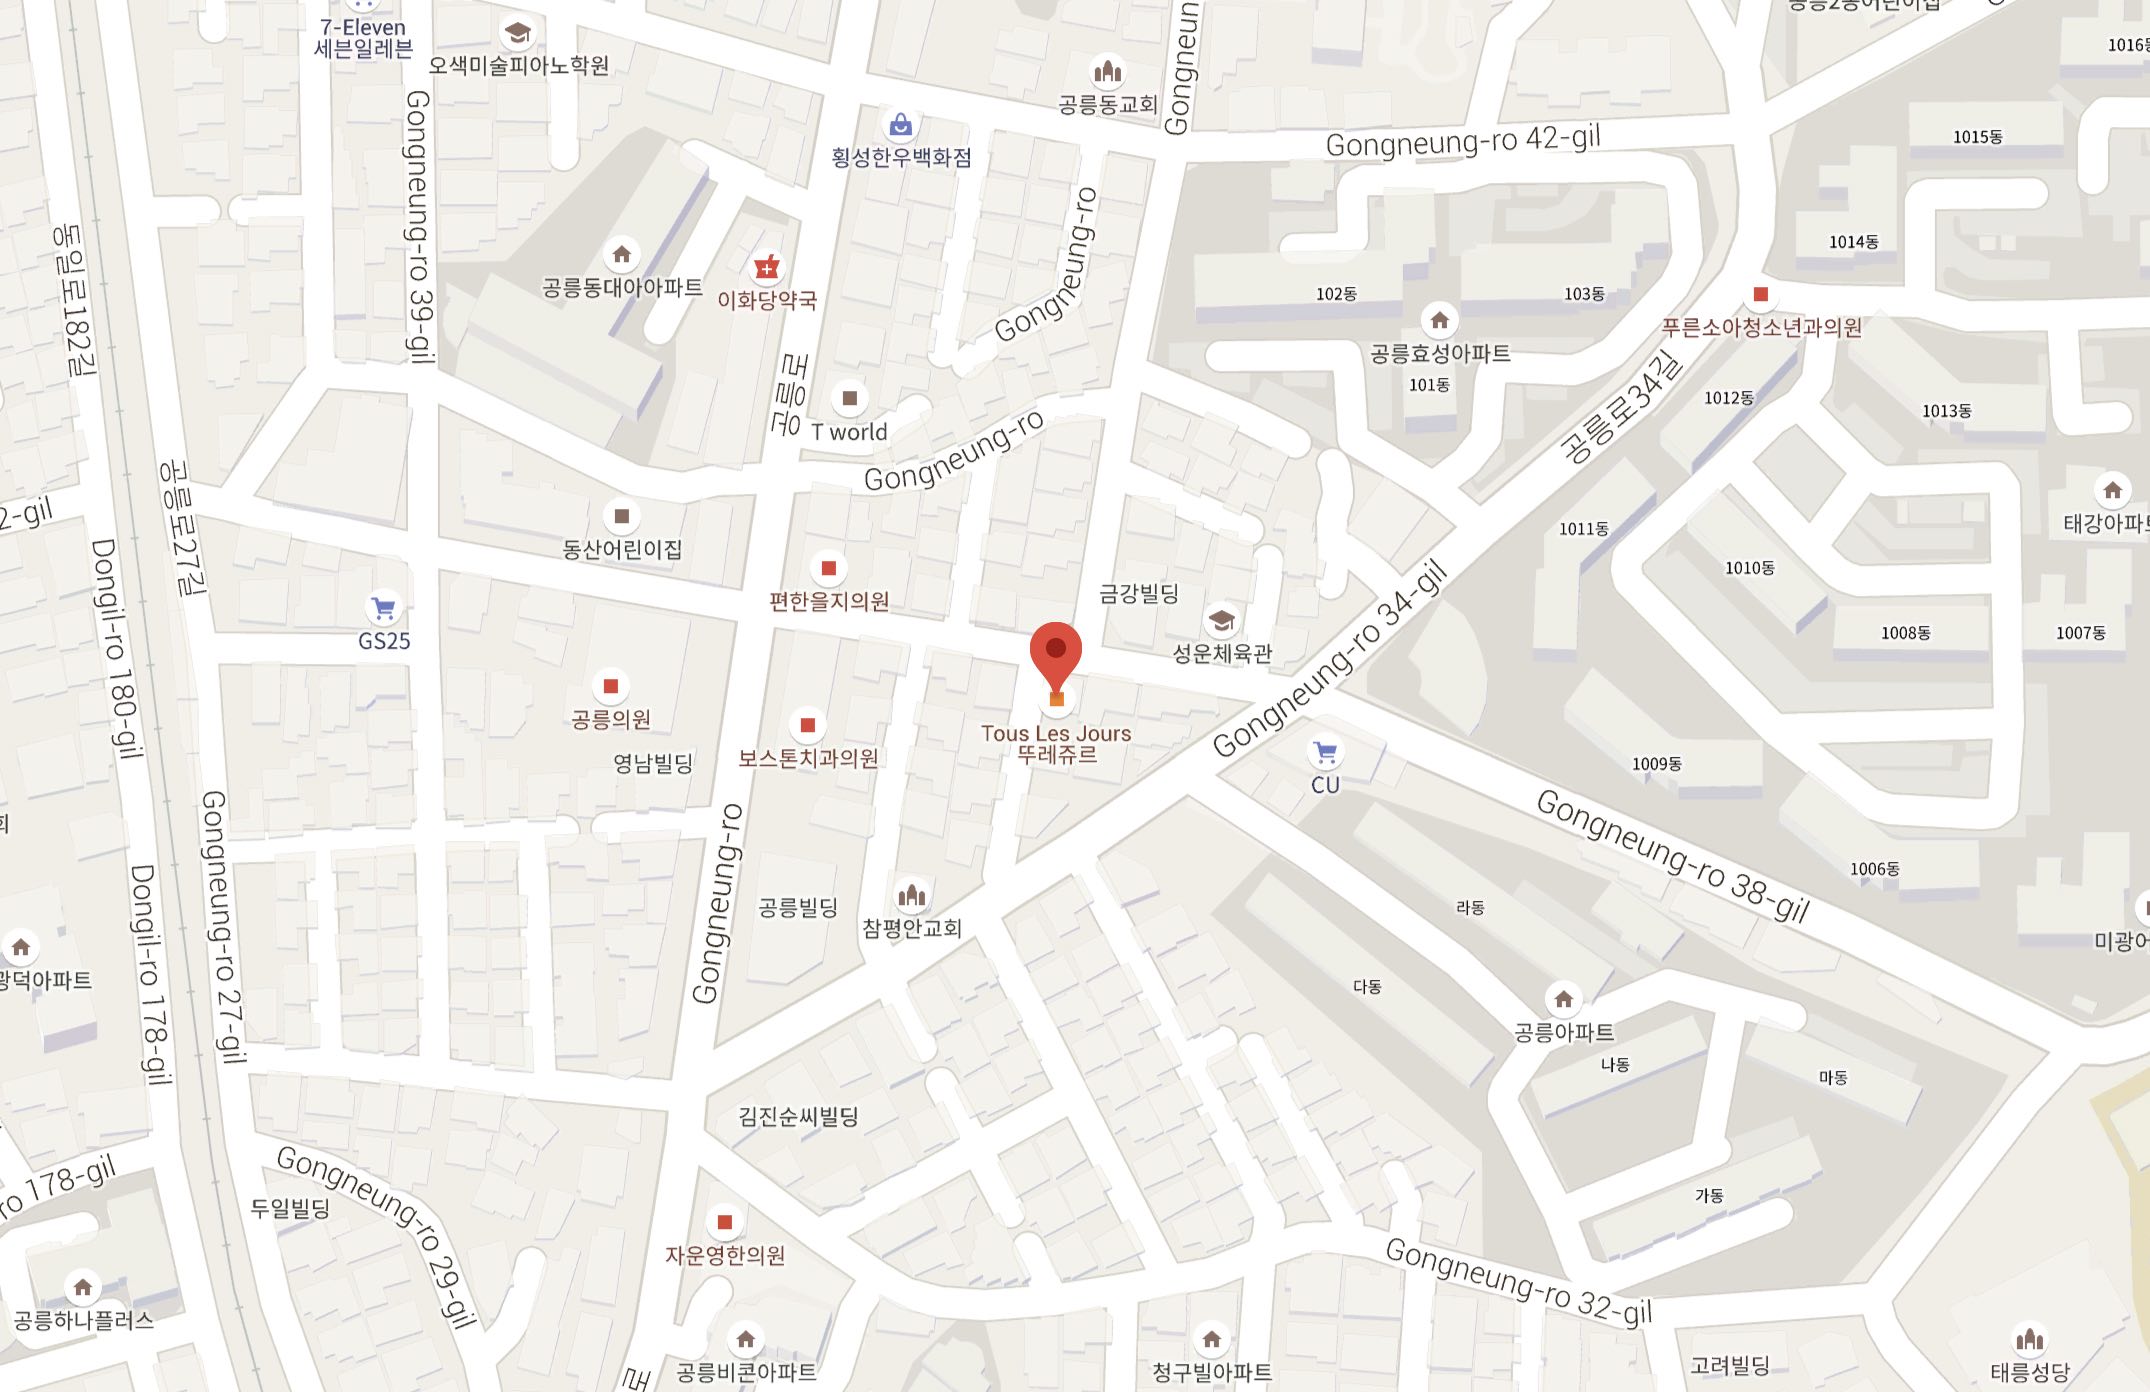 7-Eleven
세븐일레븐
오색미술피아노학원
공릉동교회
공릉2동어린이집
1015동
Gongneung-ro 39-gil
Gongneung-ro 42-gil
횡성한우백화점
Gongneung-ro
동일로182길
공릉동대아아파트
이화당약국
1014동
102동
103동
푸른소아청소년과의원
공릉효성아파트
101동
1012동
1013동
T world
Gongneung-ro
공릉로34길
공릉로27길
동산어린이집
1011동
태강아파트
편한을지의원
금강빌딩
1010동
GS25
성운체육관
Gongneung-ro 34-gil
1008동
1007동
Dongil-ro 180-gil
공릉의원
보스톤치과의원
영남빌딩
Tous Les Jours
뚜레쥬르
CU
1009동
Gongneung-ro 38-gil
1006동
Gongneung-ro
Gongneung-ro 27-gil
Dongil-ro 178-gil
공릉빌딩
참평안교회
라동
다동
광덕아파트
공릉아파트
나동
마동
김진순씨빌딩
ro 178-gil
Gongneung-ro 29-gil
두일빌딩
가동
자운영한의원
Gongneung-ro 32-gil
공릉하나플러스
공릉비콘아파트
청구빌아파트
고려빌딩
태릉성당